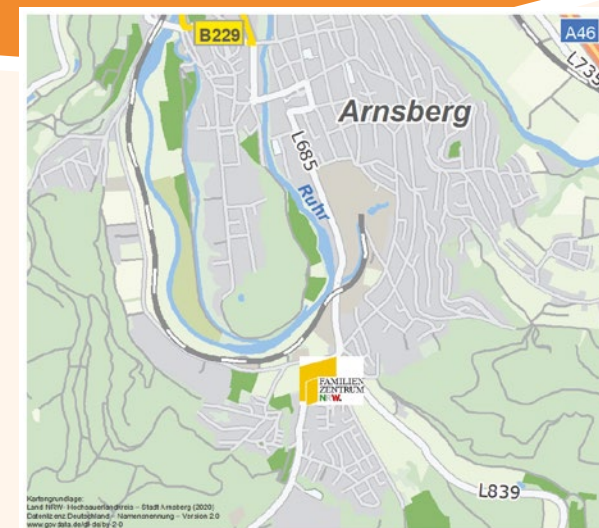 B229
A46
L735
Arnsberg
L685
Ruhr
FAMILIEN
ZENTRUM
NRW.
L839
Kartengrundlage:
Land NRW- Hochsauerlandkreis – Stadt Arnsberg (2020)
Datenlizenz Deutschland – Namensnennung – Version 2.0
www.govdata.de/dl-de/by-2-0